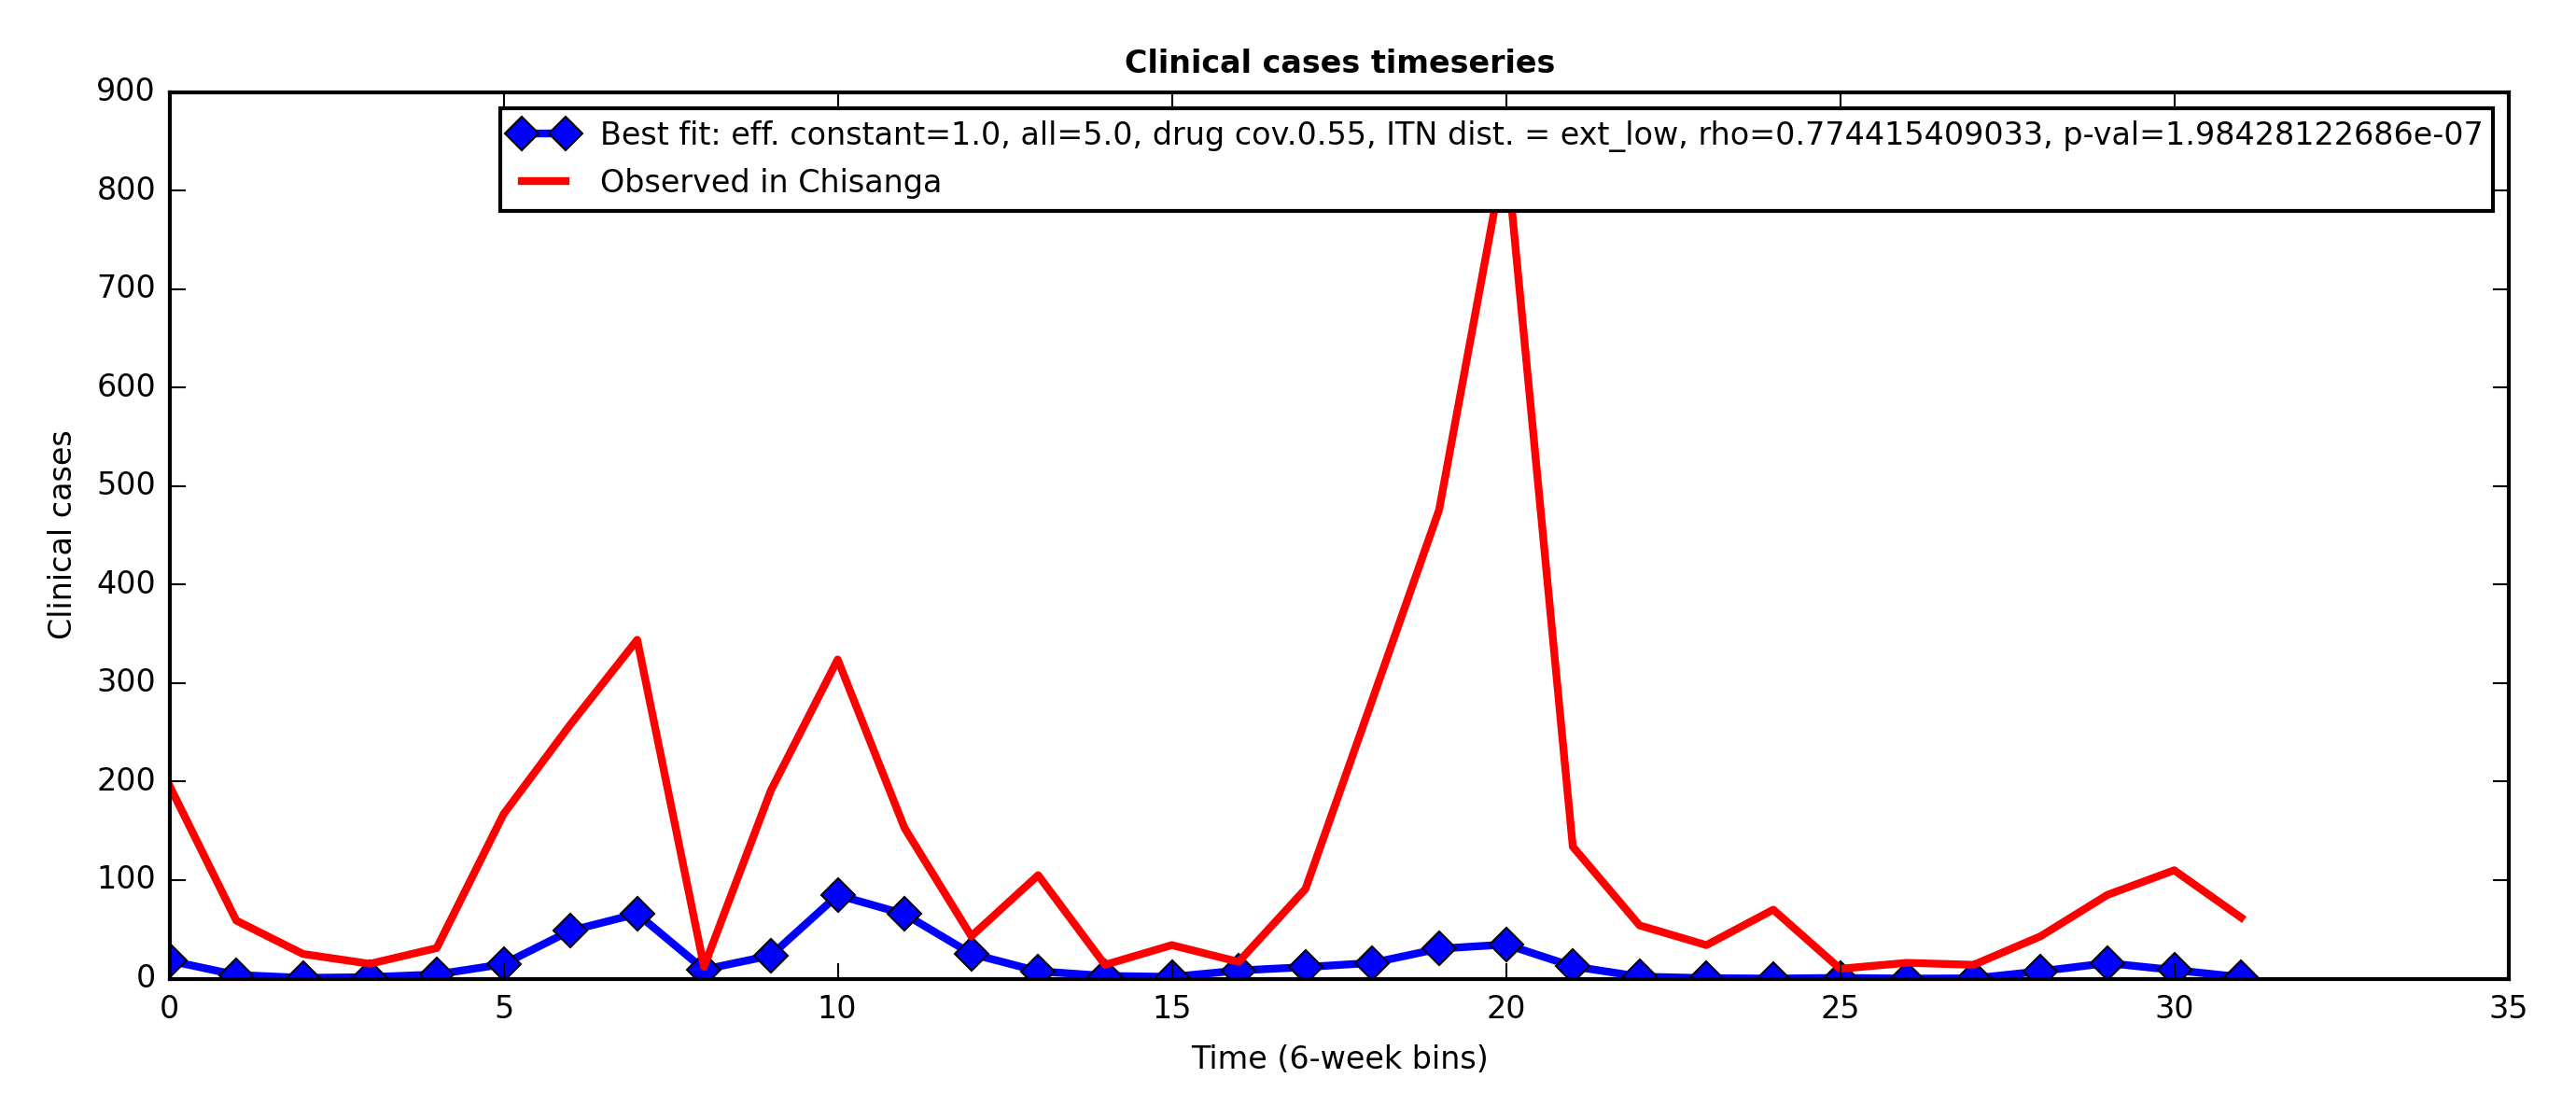 Clinical cases timeseries
900
800
700
600
500
400
300
200
100
0
Clinical cases
Best fit: eff. constant=1.0, all=5.0, drug cov.0.55, ITN dist. = ext_low, rho=0.774415409033, p-val=1.98428122686e-07
Observed in Chisanga
0 5 10 15 20 25 30 35
Time (6-week bins)